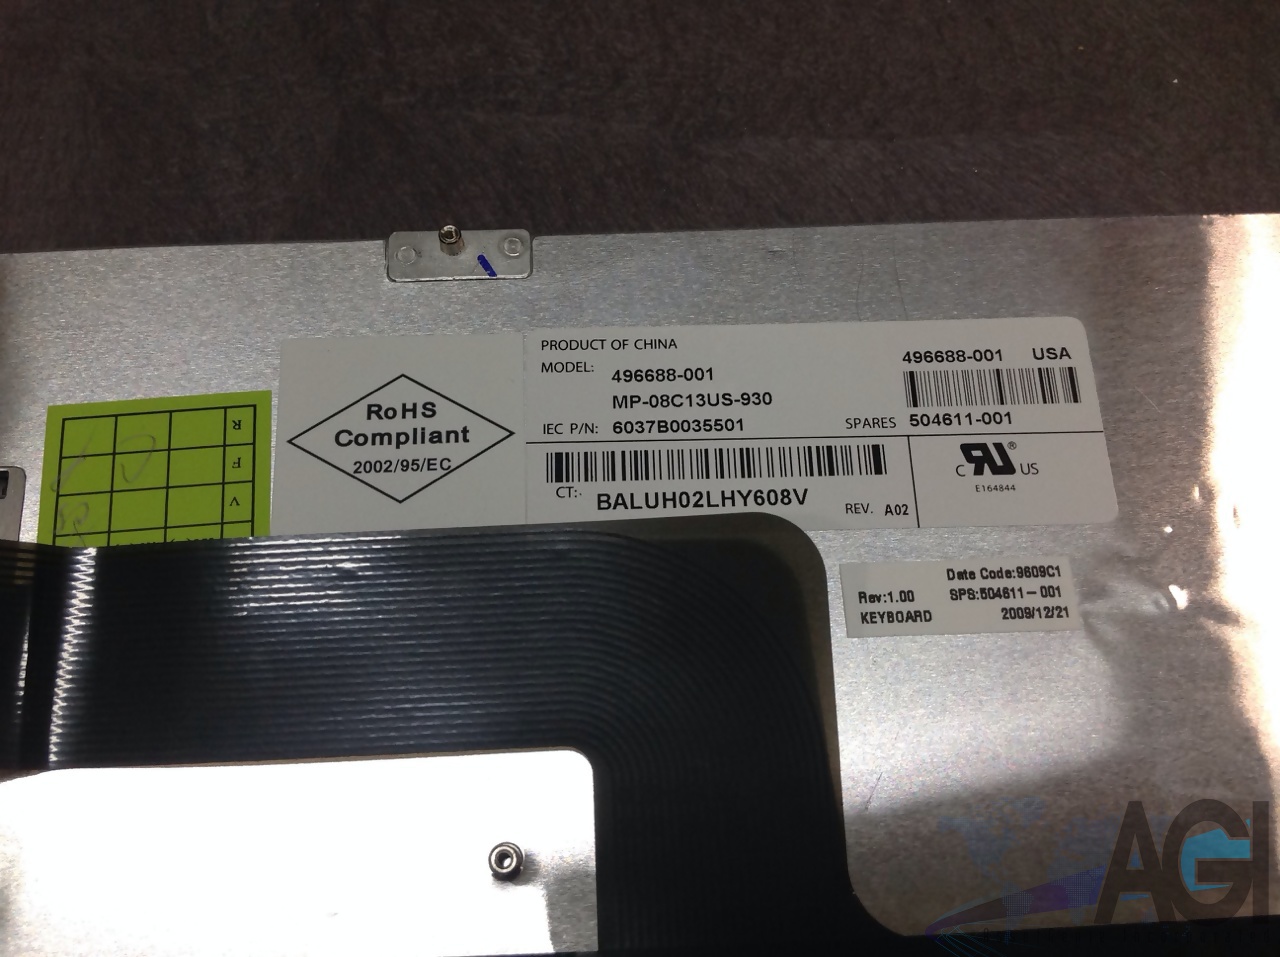 PRODUCT OF CHINA
MODEL: 496688-001
MP-08C13US-930
IEC P/N: 6037B0035501
496688-001 USA
SPARES 504611-001
RoHS
Compliant
2002/95/EC
CT: BALUH02LHY608V
REV. A02
C UR ® US
E164844
R
F
V
Date Code:9609C1
Rev:1.00 SPS:504611-001
KEYBOARD 2009/12/21
AGI